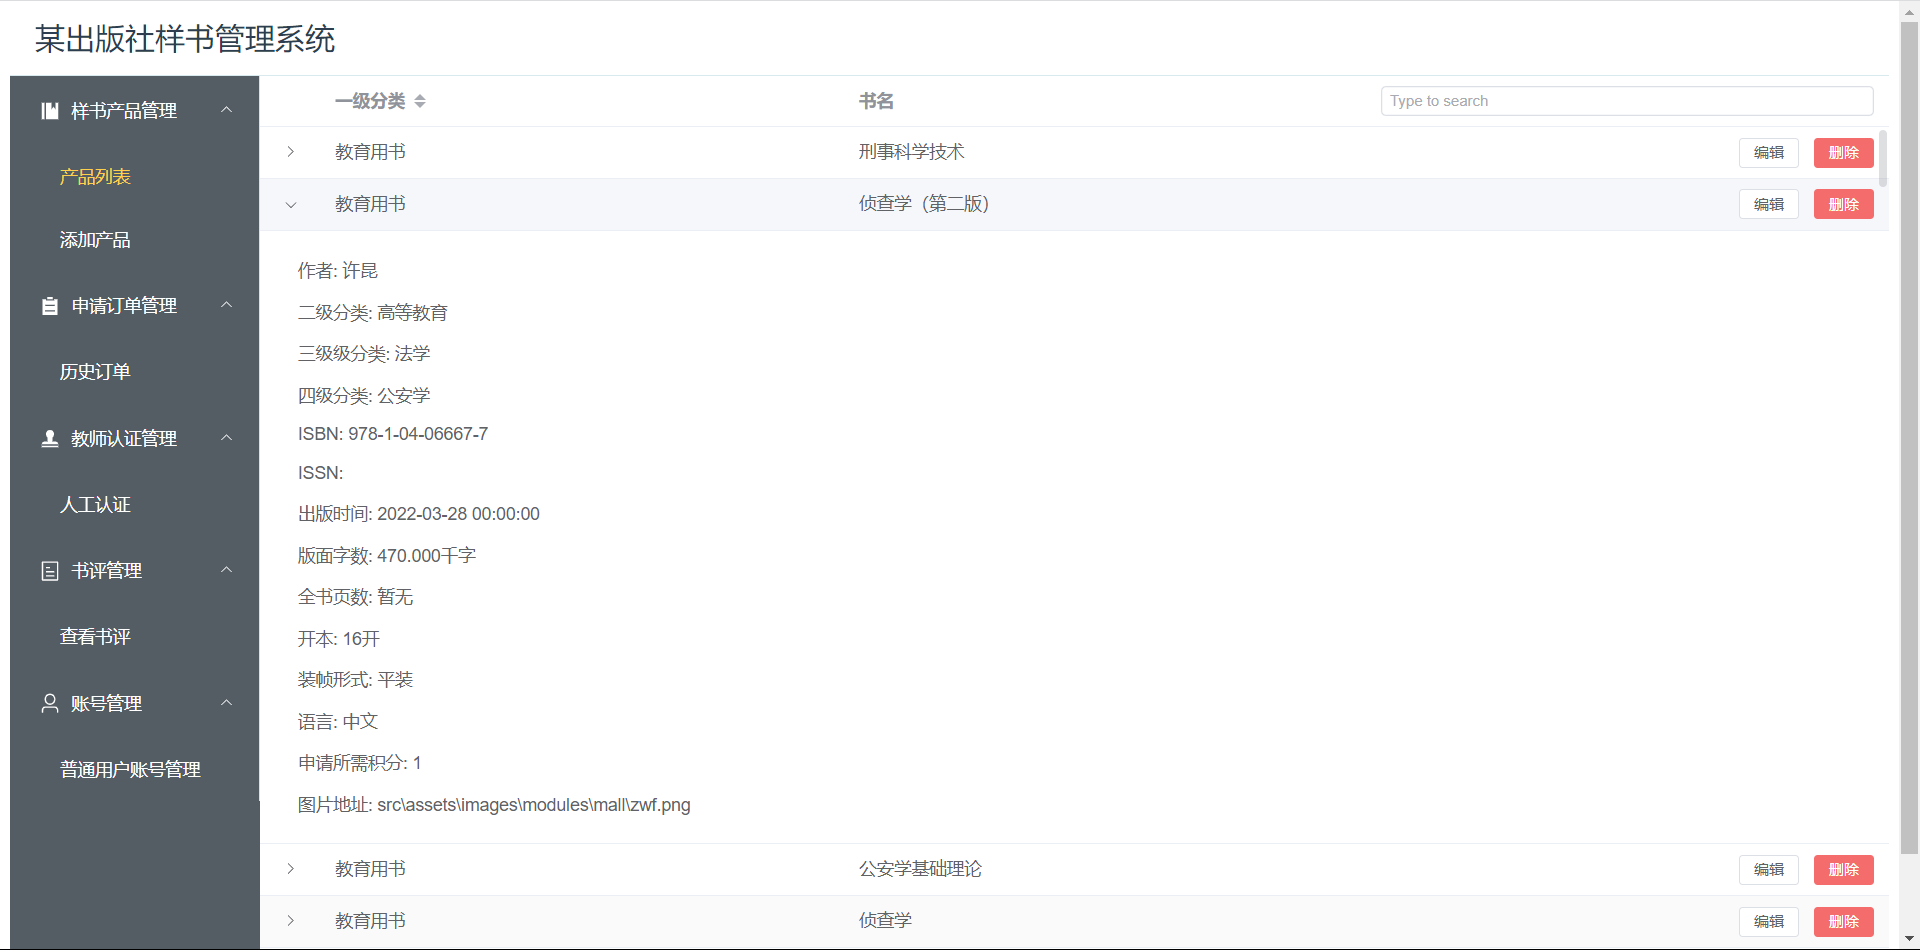 某出版社样书管理系统
样书产品管理
产品列表
添加产品
申请订单管理
历史订单
教师认证管理
人工认证
书评管理
查看书评
账号管理
普通用户账号管理
一级分类 书名 Type to search
教育用书 刑事科学技术 编辑 删除
教育用书 侦查学（第二版） 编辑 删除
作者: 许昆
二级分类: 高等教育
三级级分类: 法学
四级分类: 公安学
ISBN: 978-1-04-06667-7
ISSN:
出版时间: 2022-03-28 00:00:00
版面字数: 470.000千字
全书页数: 暂无
开本: 16开
装帧形式: 平装
语言: 中文
申请所需积分: 1
图片地址: src\assets\images\modules\mall\zwf.png
教育用书 公安学基础理论 编辑 删除
教育用书 侦查学 编辑 删除